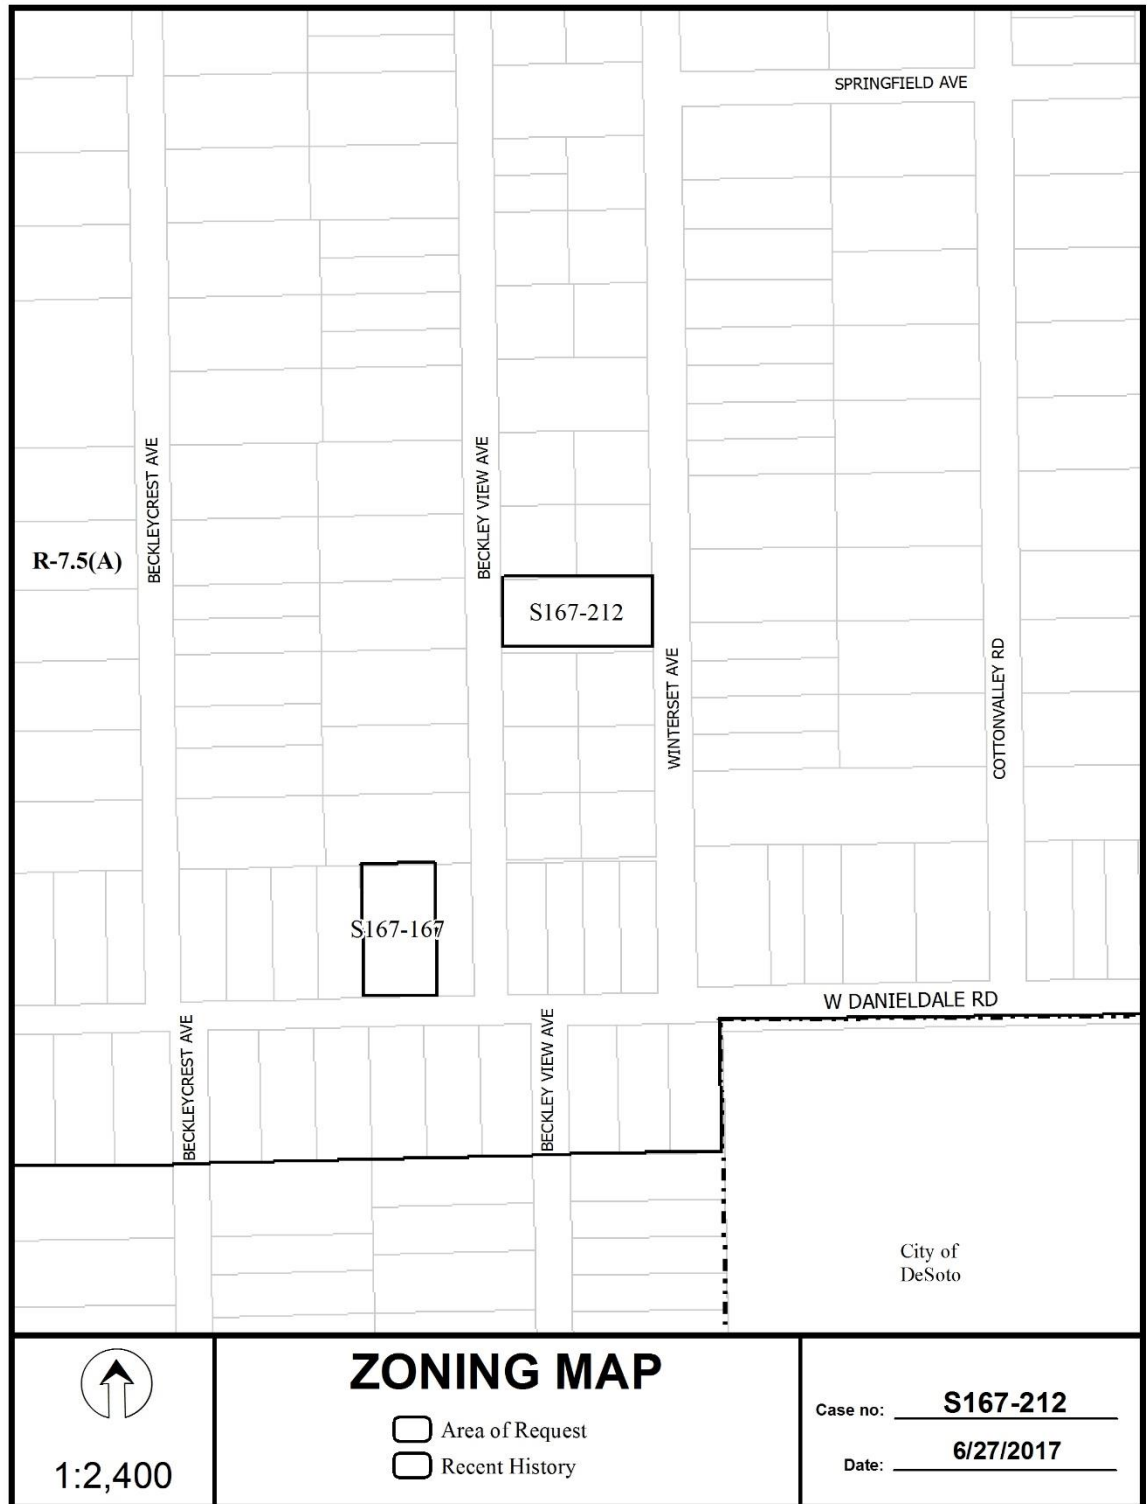 SPRINGFIELD AVE
BECKLEYCREST AVE
BECKLEY VIEW AVE
R-7.5(A)
S167-212
WINTERSET AVE
COTTONVALLEY RD
S167-167
W DANIELDALE RD
BECKLEYCREST AVE
BECKLEY VIEW AVE
City of
DeSoto
1:2,400
ZONING MAP
Area of Request
Recent History
Case no: S167-212
Date: 6/27/2017